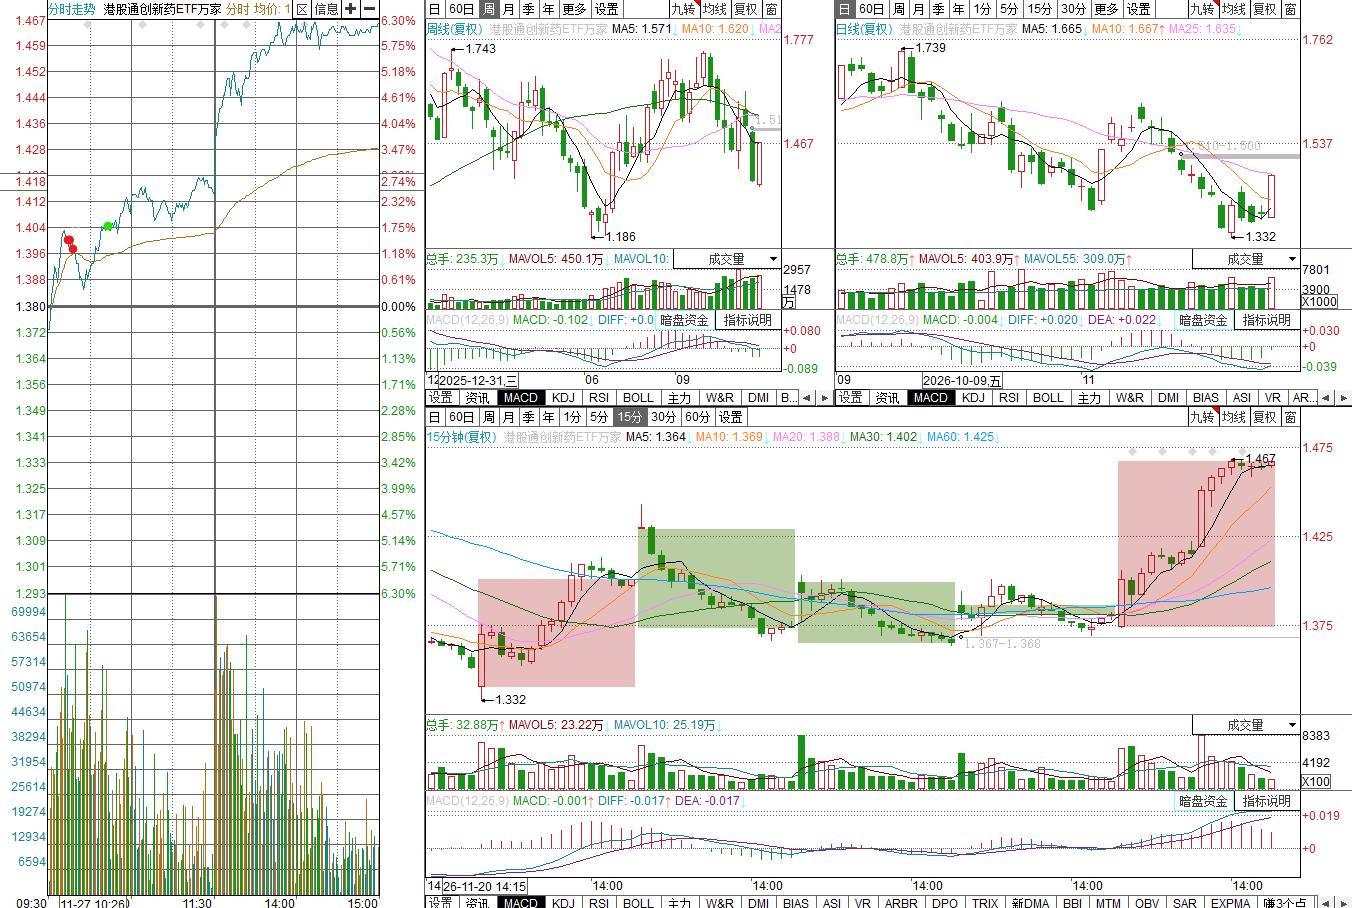 分时走势 港股通创新药ETF万家 分时 均价: 1 信息
1.467 6.30%
1.459 5.75%
1.452 5.18%
1.444 4.61%
1.436 4.04%
1.428 3.47%
1.418 2.74%
1.412 2.32%
1.404 1.75%
1.396 1.18%
1.388 0.61%
1.380 0.00%
1.372 0.56%
1.364 1.13%
1.356 1.71%
1.349 2.28%
1.341 2.85%
1.333 3.42%
1.325 3.99%
1.317 4.57%
1.309 5.14%
1.301 5.71%
1.293 6.30%
69994
63654
57314
50974
44634
38294
31954
25614
19274
12934
6594
09:30 11-27 10:26 11:30 14:00 15:00
日 60日 周 月 季 年 更多 设置 九转 均线 复权 窗
周线(复权) 港股通创新药ETF万家 MA5: 1.571↓ MA10: 1.620↓ MA2
1.777
1.743
1.51
1.467
1.186
总手: 235.3万↓ MAVOL5: 450.1万↓ MAVOL10: 成交量
2957
1478
万
MACD(12,26,9) MACD: -0.102↓ DIFF: +0.0 暗盘资金 指标说明
+0.080
+0
-0.089
12 2025-12-31,三 06 09
设置 资讯 MACD KDJ RSI BOLL 主力 W&R DMI B...
日 60日 周 月 季 年 1分 5分 15分 30分 更多 设置 九转 均线 复权 窗
日线(复权) 港股通创新药ETF万家 MA5: 1.665↓ MA10: 1.667↑ MA25: 1.635↓
1.762
1.739
1.537
510-1.500
1.332
总手: 478.8万↑ MAVOL5: 403.9万↑ MAVOL55: 309.0万↑ 成交量
7801
3900
X1000
MACD(12,26,9) MACD: -0.004↓ DIFF: +0.020↓ DEA: +0.022↓ 暗盘资金 指标说明
+0.030
+0
-0.039
09 2026-10-09,五 11
设置 资讯 MACD KDJ RSI BOLL 主力 W&R DMI BIAS ASI VR AR...
日 60日 周 月 季 年 1分 5分 15分 30分 60分 设置 九转 均线 复权 窗
15分钟(复权) 港股通创新药ETF万家 MA5: 1.364↓ MA10: 1.369↓ MA20: 1.388↓ MA30: 1.402↓ MA60: 1.425↓
1.475
1.467
1.425
1.375
1.367-1.368
1.332
总手: 32.88万↑ MAVOL5: 23.22万↓ MAVOL10: 25.19万↓ 成交量
8383
4192
X100
MACD(12,26,9) MACD: -0.001↑ DIFF: -0.017↑ DEA: -0.017↓ 暗盘资金 指标说明
+0.019
+0
14 26-11-20 14:15 14:00 14:00 14:00 14:00 14:00
设置 资讯 MACD KDJ RSI BOLL 主力 W&R DMI BIAS ASI VR ARBR DPO TRIX 新DMA BBI MTM OBV SAR EXPMA 赚3个点